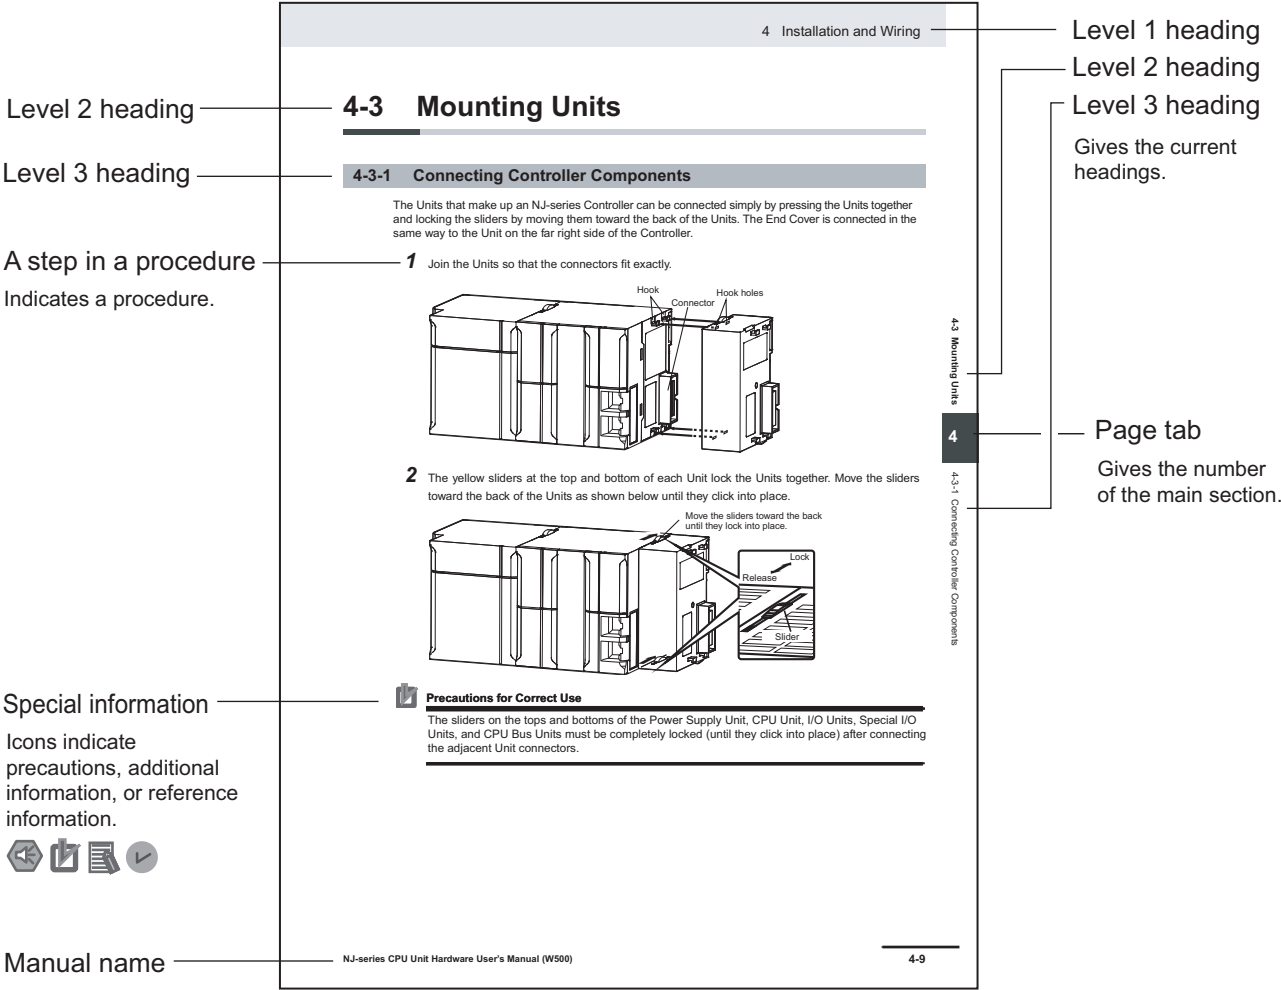 4 Installation and Wiring
Level 1 heading
Level 2 heading
Level 3 heading
Gives the current
headings.
Level 2 heading
4-3 Mounting Units
Level 3 heading
4-3-1 Connecting Controller Components
The Units that make up an NJ-series Controller can be connected simply by pressing the Units together
and locking the sliders by moving them toward the back of the Units. The End Cover is connected in the
same way to the Unit on the far right side of the Controller.
A step in a procedure
Indicates a procedure.
1 Join the Units so that the connectors fit exactly.
Hook
Connector
Hook holes
4-3 Mounting Units
4
4-3-1 Connecting Controller Components
Page tab
Gives the number
of the main section.
2 The yellow sliders at the top and bottom of each Unit lock the Units together. Move the sliders
toward the back of the Units as shown below until they click into place.
Move the sliders toward the back
until they lock into place.
Lock
Release
Slider
Special information
Icons indicate
precautions, additional
information, or reference
information.
Precautions for Correct Use
The sliders on the tops and bottoms of the Power Supply Unit, CPU Unit, I/O Units, Special I/O
Units, and CPU Bus Units must be completely locked (until they click into place) after connecting
the adjacent Unit connectors.
Manual name
NJ-series CPU Unit Hardware User's Manual (W500)
4-9